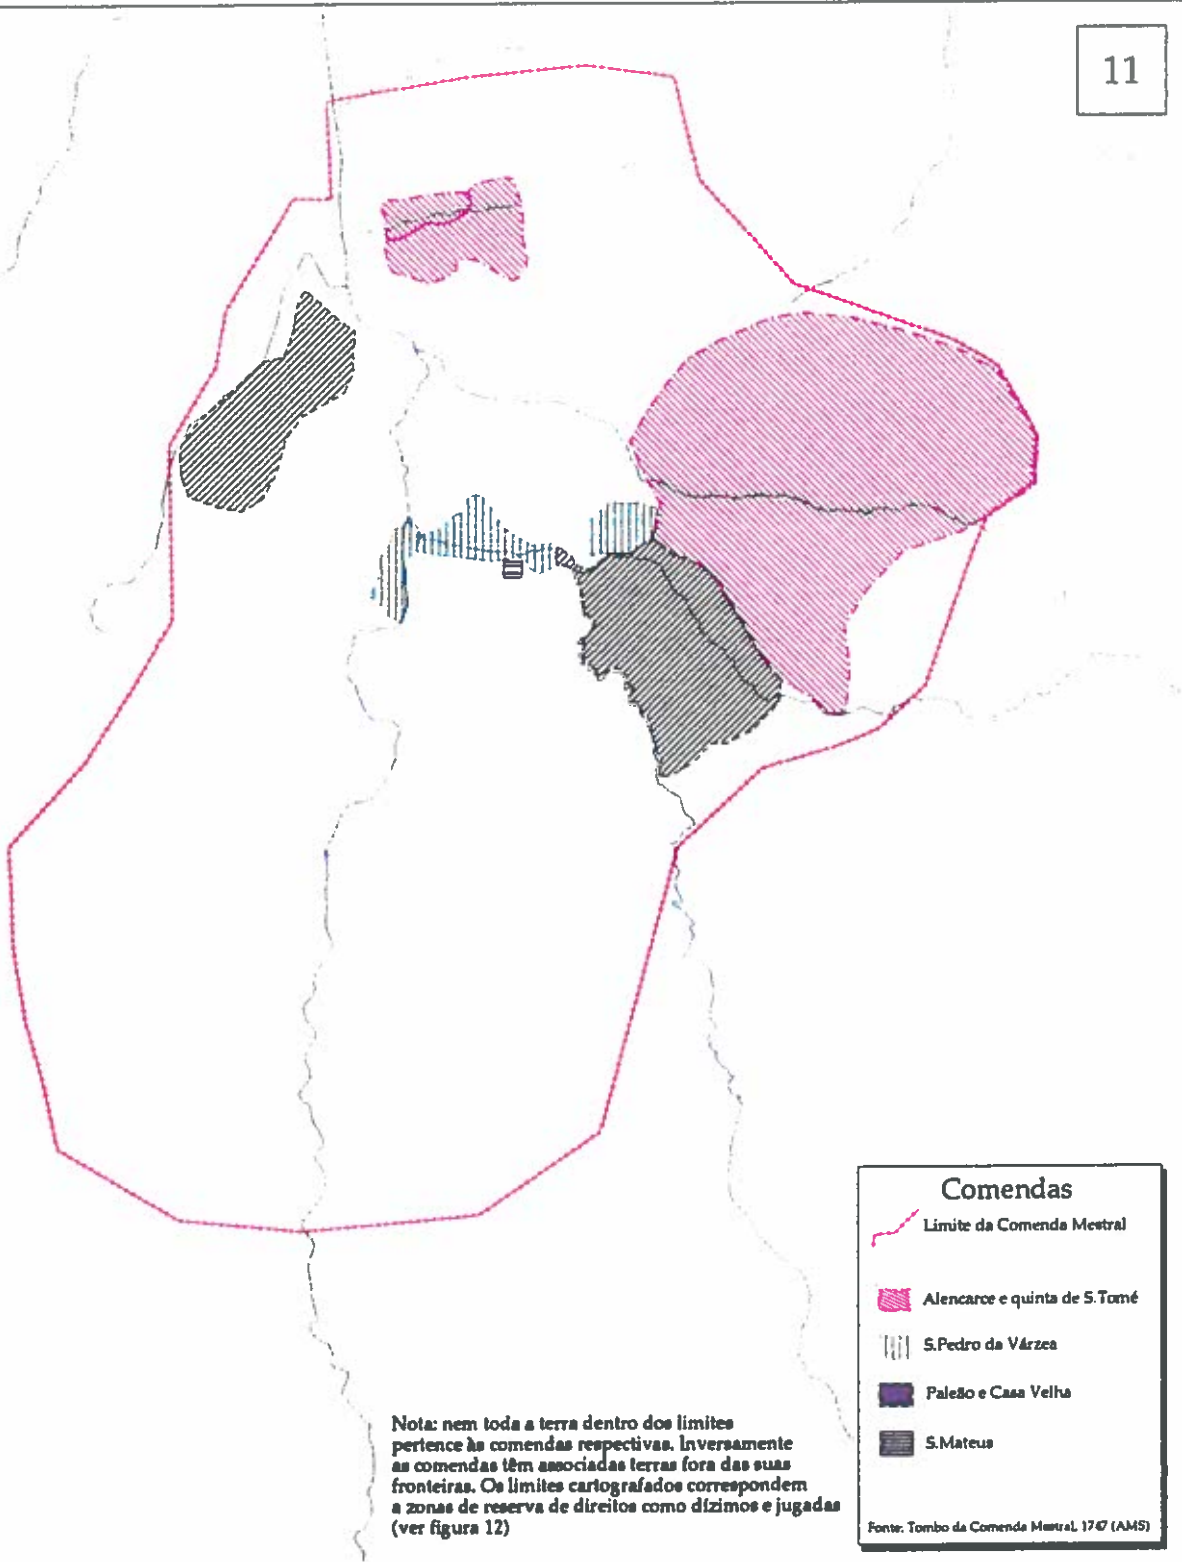 11
Comendas
Limite da Comenda Mestral
Alencarce e quinta de S.Tomé
S.Pedro da Várzea
Paleão e Casa Velha
S.Mateus
Fonte: Tombo da Comenda Mestral, 1747 (AMS)
Nota: nem toda a terra dentro dos limites
pertence às comendas respectivas. Inversamente
as comendas têm associadas terras fora das suas
fronteiras. Os limites cartografados correspondem
a zonas de reserva de direitos como dízimos e jugadas
(ver figura 12)